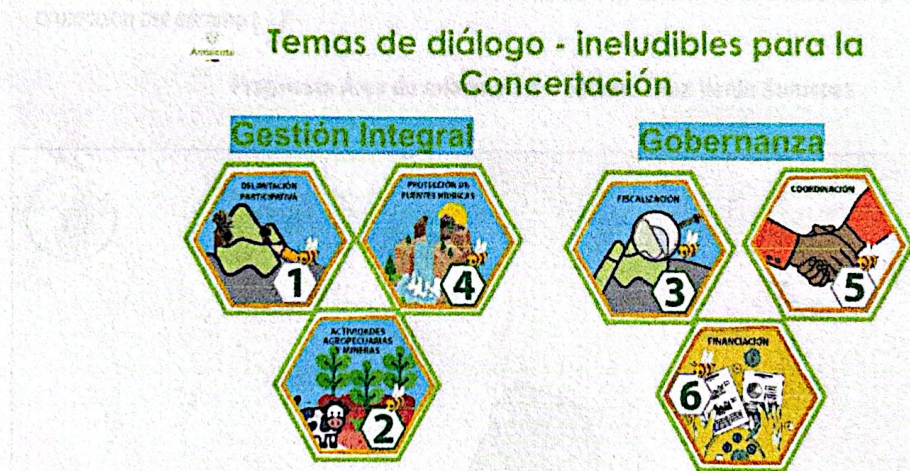 Ambiente
Temas de diálogo - ineludibles para la
Concertación
Gestión Integral
Gobernanza
DELIMITACIÓN
PARTICIPATIVA
1
PROTECCIÓN DE
FUENTES HÍDRICAS
4
ACTIVIDADES
AGROPECUARIAS
Y MINERAS
2
FISCALIZACIÓN
3
COORDINACIÓN
5
FINANCIACIÓN
6